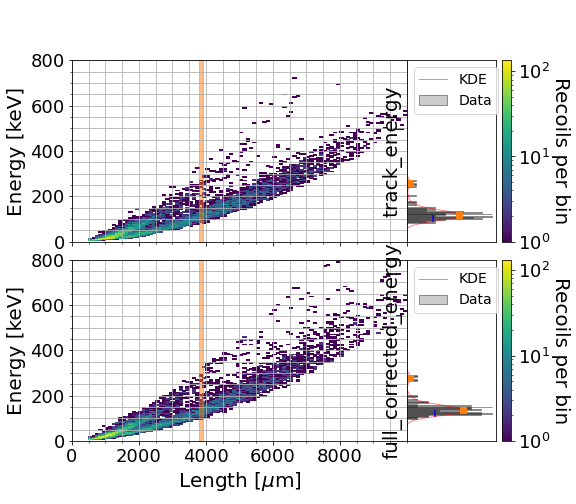 800
600
400
200
0
Energy [keV]
track_energy
KDE
Data
10²
10¹
10⁰
Recoils per bin
800
600
400
200
0
Energy [keV]
full_corrected_energy
KDE
Data
10²
10¹
10⁰
Recoils per bin
0 2000 4000 6000 8000
Length [μm]